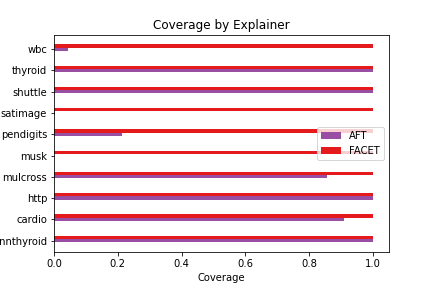 Coverage by Explainer
wbc
thyroid
shuttle
satimage
pendigits
musk
mulcross
http
cardio
nnthyroid
AFT
FACET
0.0 0.2 0.4 0.6 0.8 1.0
Coverage